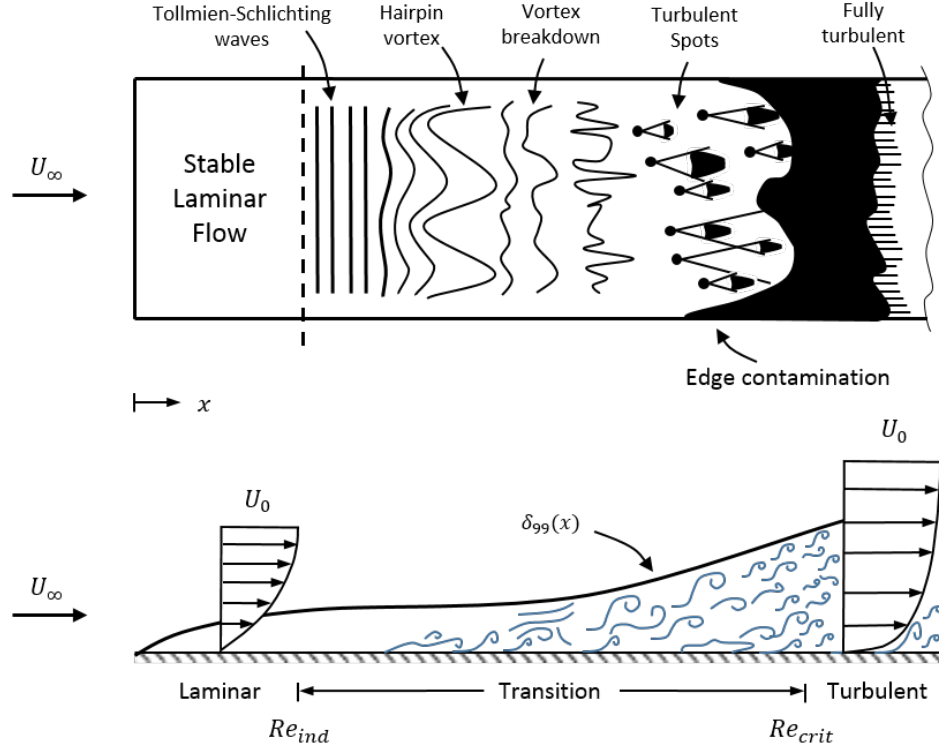 Tollmien-Schlichting
waves
Hairpin
vortex
Vortex
breakdown
Turbulent
Spots
Fully
turbulent
U∞
Stable
Laminar
Flow
Edge contamination
x
U0
U0
δ99(x)
U∞
Laminar
Transition
Turbulent
Reind
Recrit